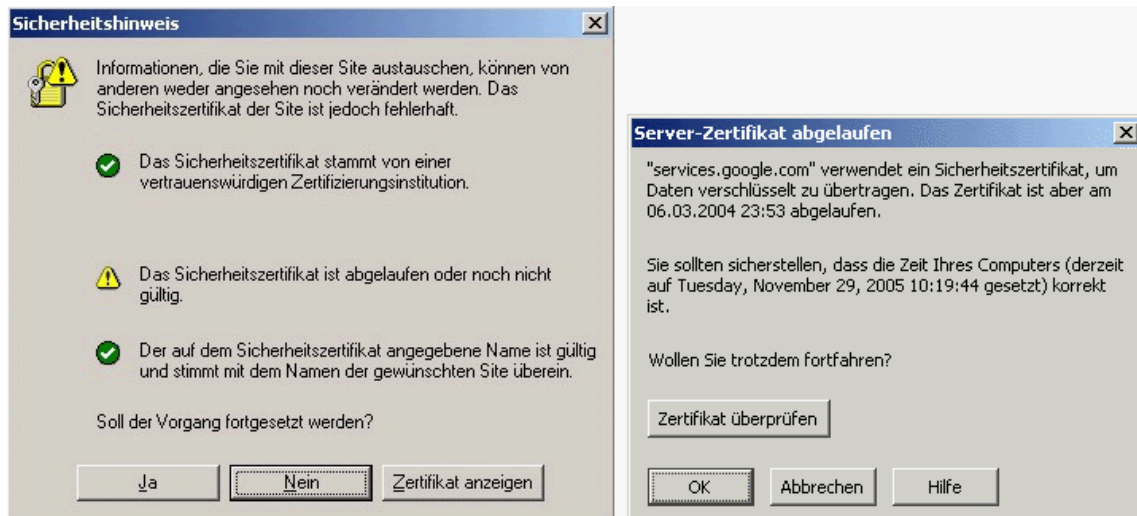 Sicherheitshinweis
Informationen, die Sie mit dieser Site austauschen, können von
anderen weder angesehen noch verändert werden. Das
Sicherheitszertifikat der Site ist jedoch fehlerhaft.
Das Sicherheitszertifikat stammt von einer
vertrauenswürdigen Zertifizierungsinstitution.
Das Sicherheitszertifikat ist abgelaufen oder noch nicht
gültig.
Der auf dem Sicherheitszertifikat angegebene Name ist gültig
und stimmt mit dem Namen der gewünschten Site überein.
Soll der Vorgang fortgesetzt werden?
Ja
Nein
Zertifikat anzeigen
Server-Zertifikat abgelaufen
"services.google.com" verwendet ein Sicherheitszertifikat, um
Daten verschlüsselt zu übertragen. Das Zertifikat ist aber am
06.03.2004 23:53 abgelaufen.
Sie sollten sicherstellen, dass die Zeit Ihres Computers (derzeit
auf Tuesday, November 29, 2005 10:19:44 gesetzt) korrekt
ist.
Wollen Sie trotzdem fortfahren?
Zertifikat überprüfen
OK
Abbrechen
Hilfe